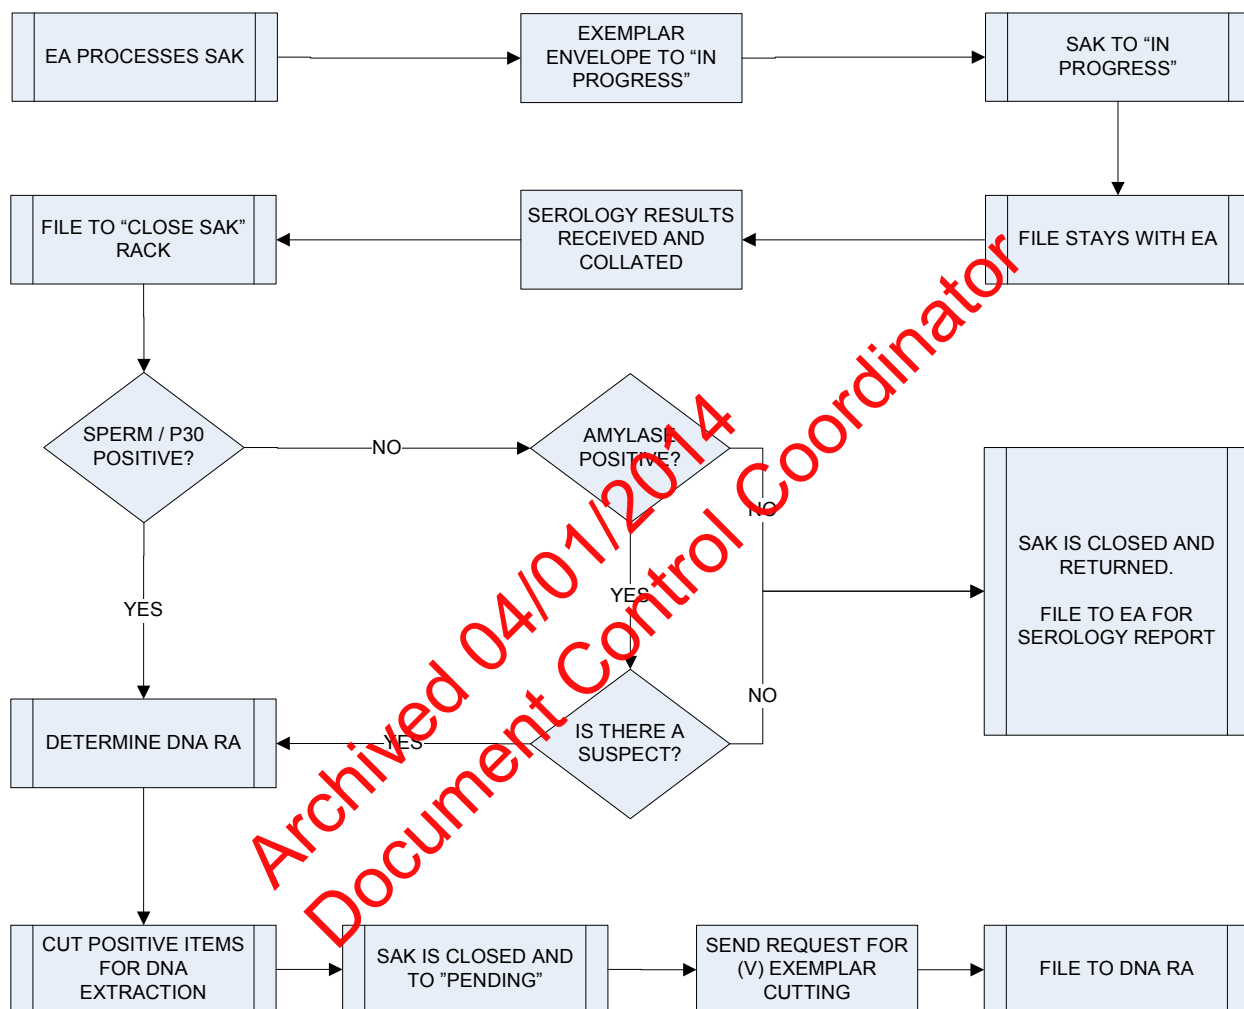 EA PROCESSES SAK
EXEMPLAR
ENVELOPE TO “IN
PROGRESS”
SAK TO “IN
PROGRESS”
FILE TO “CLOSE SAK”
RACK
SEROLOGY RESULTS
RECEIVED AND
COLLATED
FILE STAYS WITH EA
SPERM / P30
POSITIVE?
NO
AMYLASE
POSITIVE?
NO
YES
YES
SAK IS CLOSED AND
RETURNED.
FILE TO EA FOR
SEROLOGY REPORT
DETERMINE DNA RA
YES
IS THERE A
SUSPECT?
NO
CUT POSITIVE ITEMS
FOR DNA
EXTRACTION
SAK IS CLOSED AND
TO ”PENDING”
SEND REQUEST FOR
(V) EXEMPLAR
CUTTING
FILE TO DNA RA
Archived 04/01/2014
Document Control Coordinator